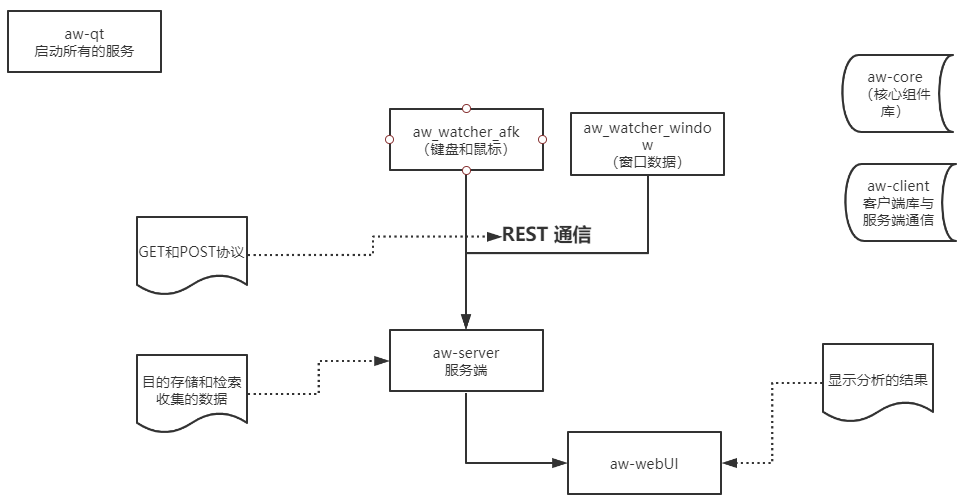 aw-qt
启动所有的服务
aw-core
（核心组件
库）
aw_watcher_afk
（键盘和鼠标）
aw_watcher_windo
w
（窗口数据）
aw-client
客户端库与
服务端通信
REST 通信
GET和POST协议
aw-server
服务端
目的存储和检索
收集的数据
显示分析的结果
aw-webUI